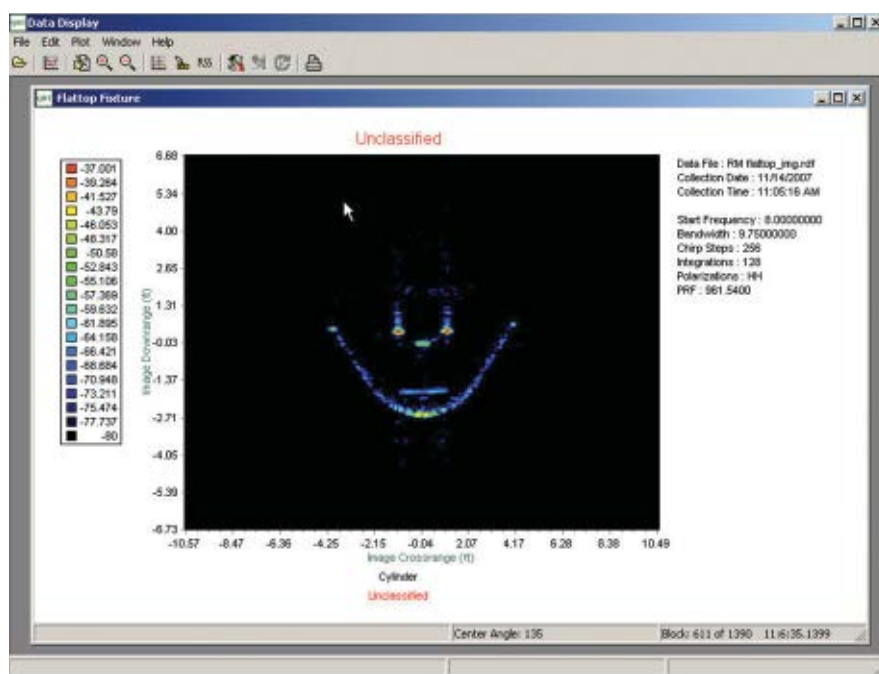 Data Display
File Edit Plot Window Help
RSS
Flattop Fixture
Unclassified
-37.001
-39.264
-41.527
-43.79
-46.053
-48.317
-50.58
-52.843
-55.106
-57.369
-59.632
-61.895
-64.158
-66.421
-68.684
-70.948
-73.211
-75.474
-77.737
-80
6.68
5.34
4.00
2.65
1.31
-0.03
-1.37
-2.71
-4.05
-5.39
-6.73
Image Downrange (ft)
-10.57 -8.47 -6.36 -4.25 -2.15 -0.04 2.07 4.17 6.28 8.38 10.49
Image Crossrange (ft)
Cylinder
Unclassified
Data File : RM flattop_img.rdf
Collection Date : 11/14/2007
Collection Time : 11:05:16 AM
Start Frequency : 8.00000000
Bandwidth : 9.75000000
Chirp Steps : 256
Integrations : 128
Polarizations : HH
PRF : 961.5400
Center Angle: 135
Block: 611 of 1390 11:6:35.1399